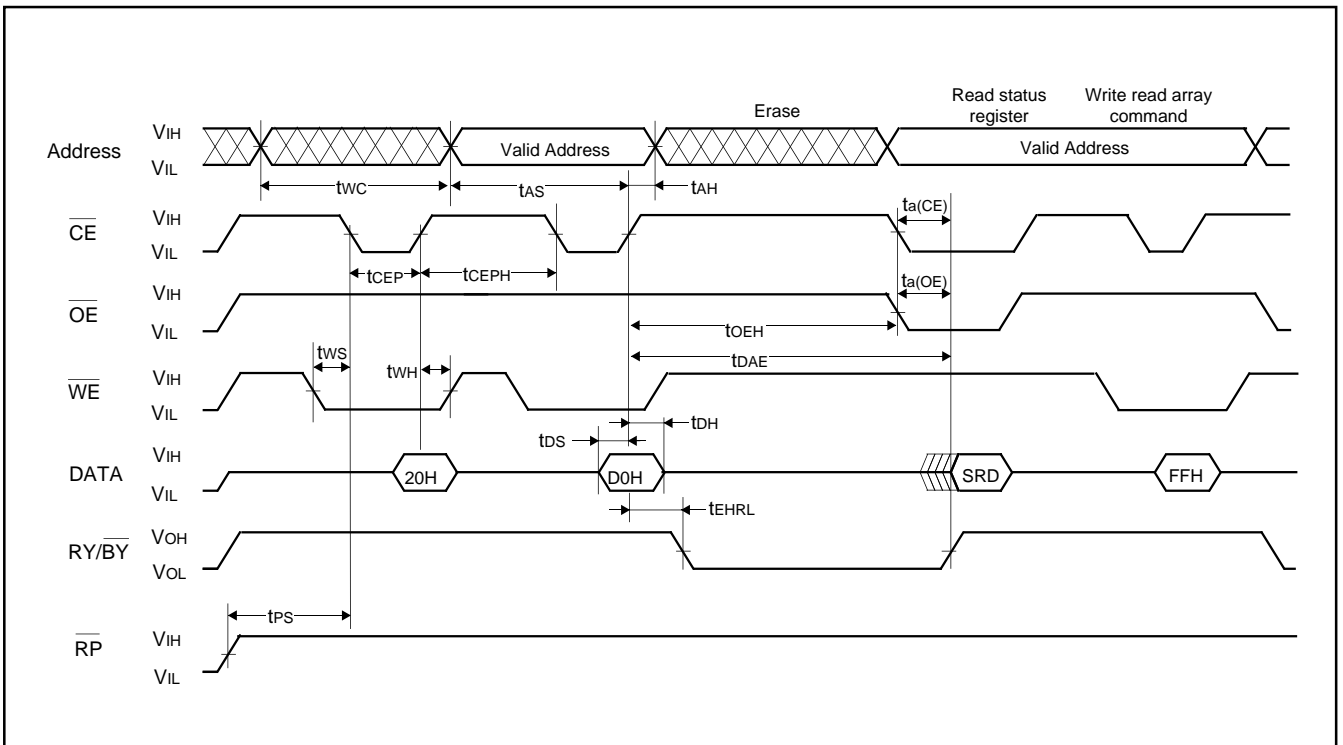 Erase
Read status register
Write read array command
Address
VIH
VIL
Valid Address
Valid Address
tWC
tAS
tAH
CE
VIH
VIL
ta(CE)
tCEP
tCEPH
OE
VIH
VIL
ta(OE)
tOEH
tDAE
WE
VIH
VIL
tWS
tWH
tDH
tDS
DATA
VIH
VIL
20H
D0H
SRD
FFH
tEHRL
RY/BY
VOH
VOL
tPS
RP
VIH
VIL